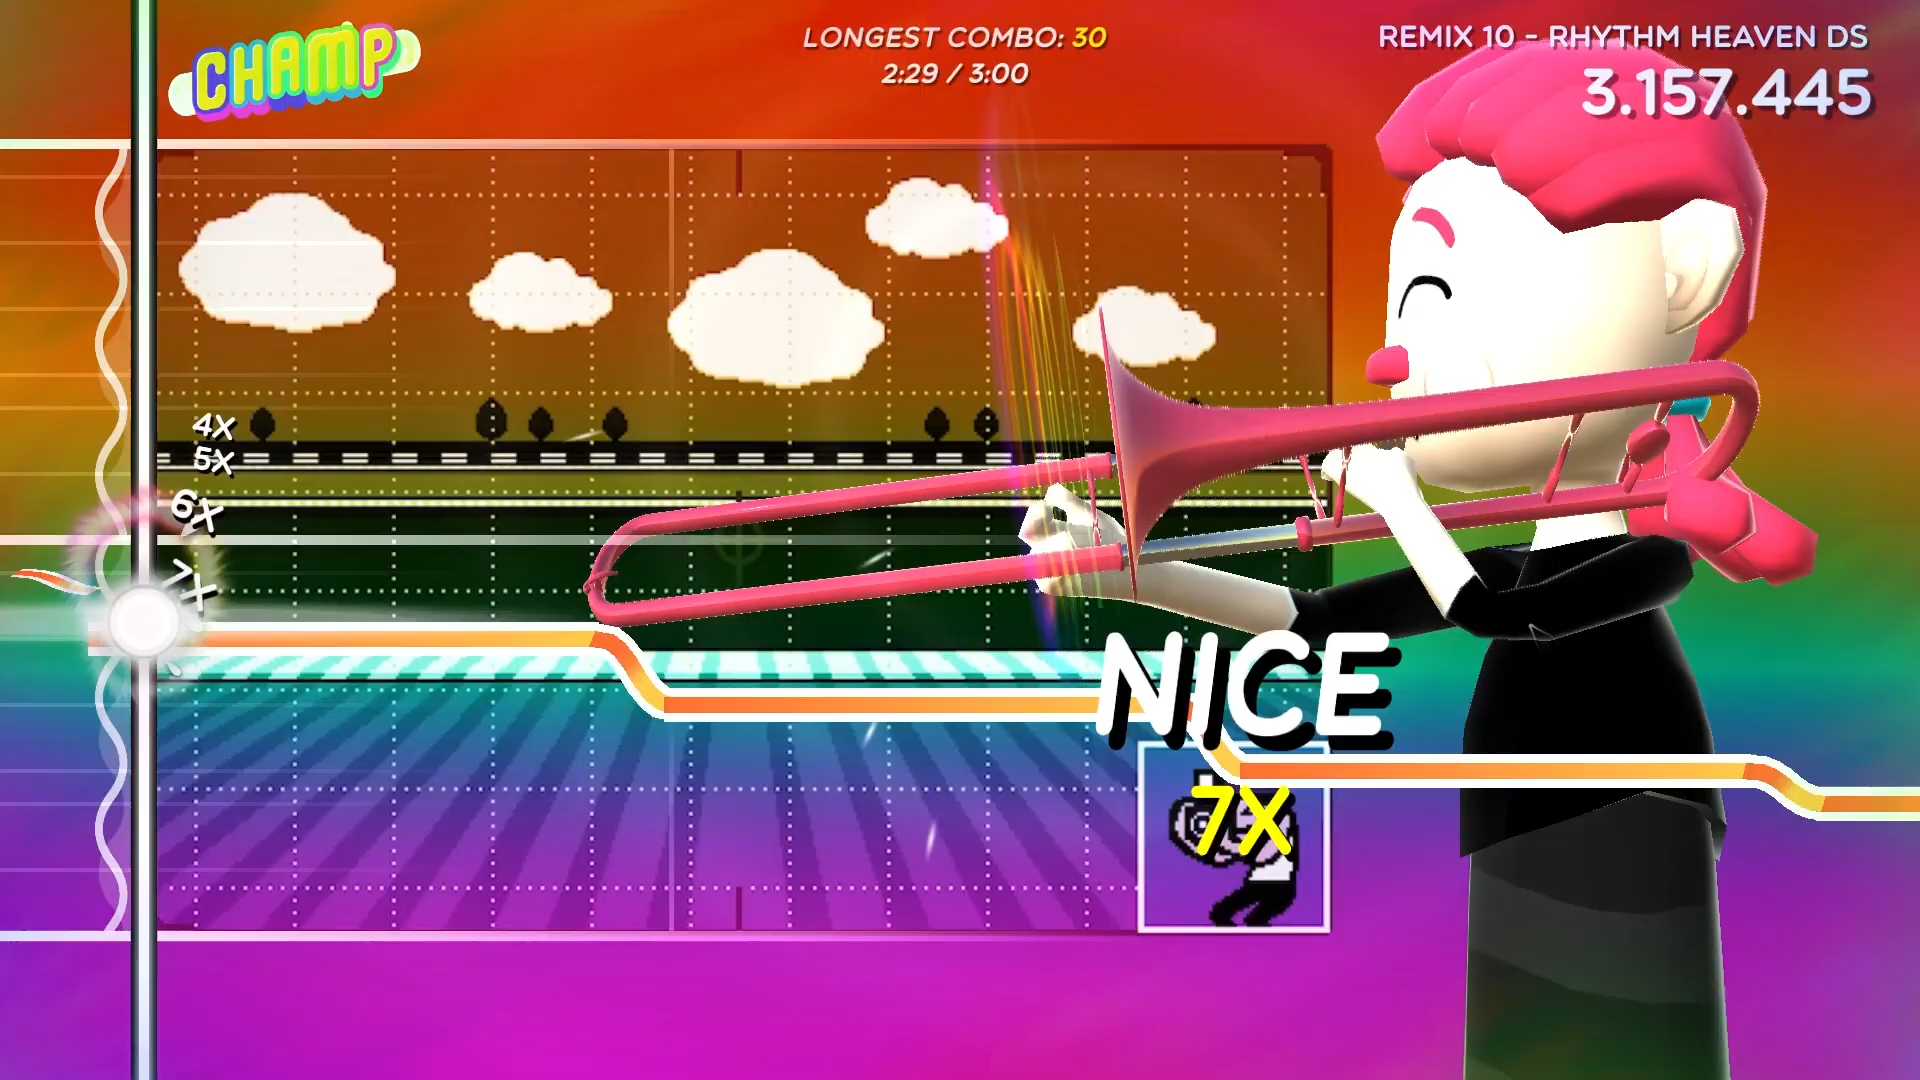 CHAMP
LONGEST COMBO: 30
2:29 / 3:00
REMIX 10 - RHYTHM HEAVEN DS
3.157.445
4X
5X
6X
7X
NICE
7X